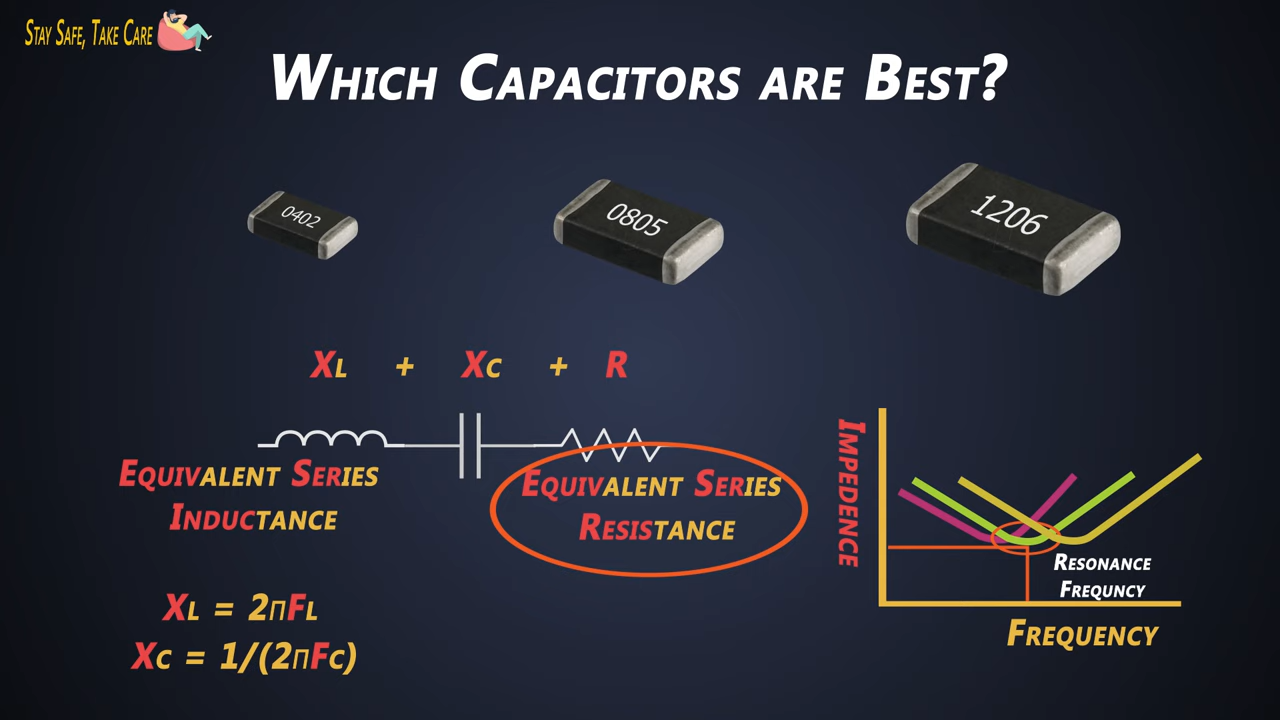 Stay Safe, Take Care
Which Capacitors are Best?
0402
0805
1206
XL + XC + R
Equivalent Series
Inductance
Equivalent Series
Resistance
XL = 2πFL
XC = 1/(2πFC)
Impedence
Resonance
Frequncy
Frequency